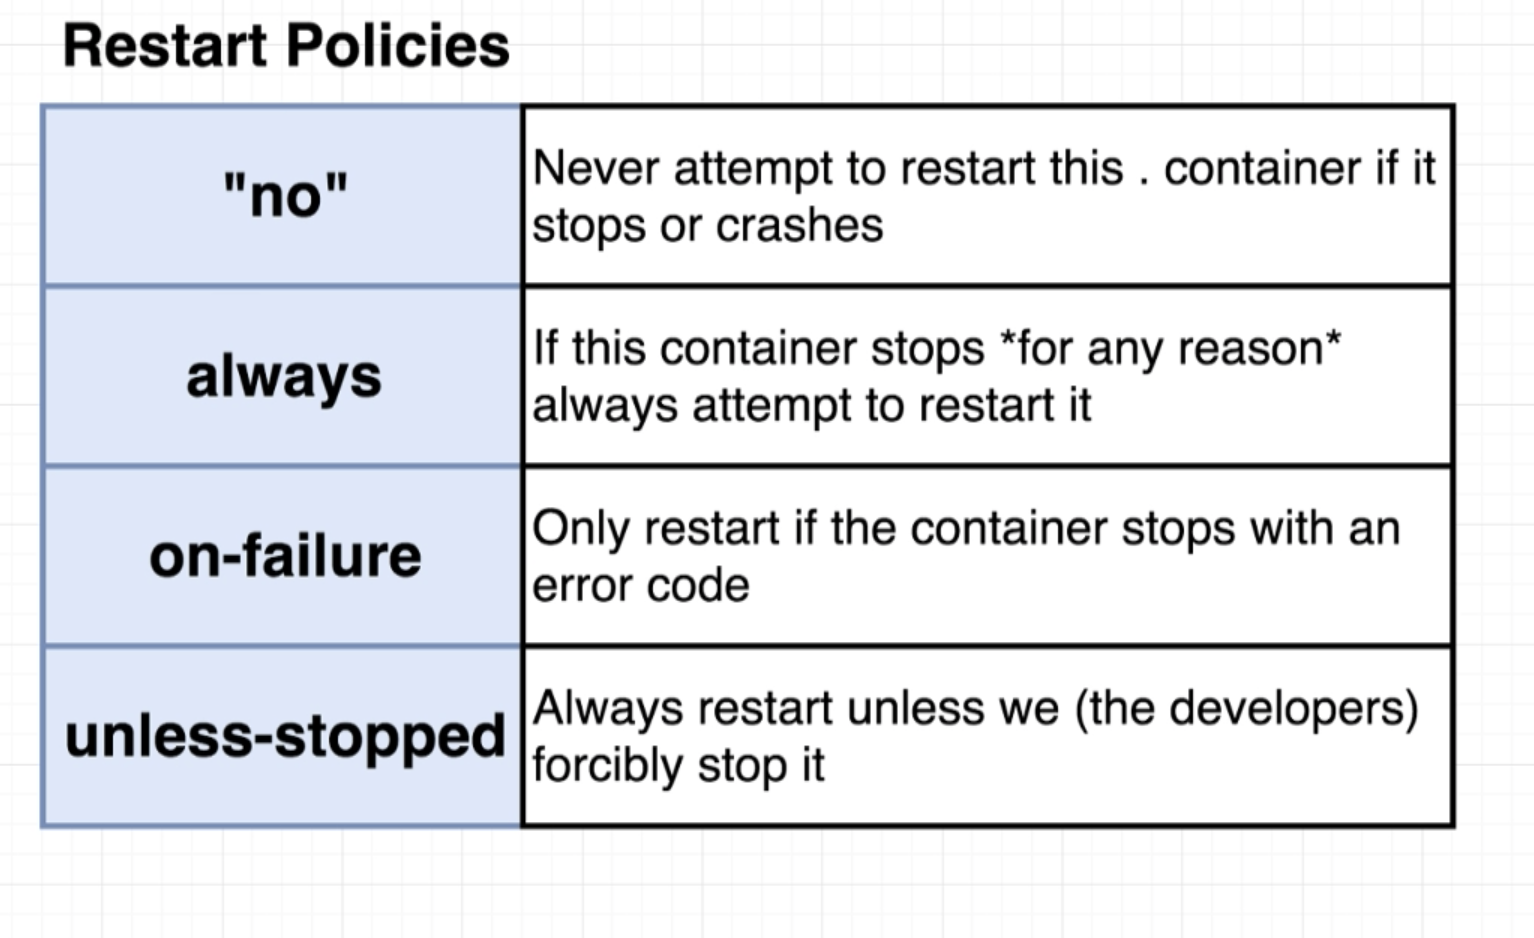 Restart Policies
"no"
Never attempt to restart this . container if it
stops or crashes
always
If this container stops *for any reason*
always attempt to restart it
on-failure
Only restart if the container stops with an
error code
unless-stopped
Always restart unless we (the developers)
forcibly stop it